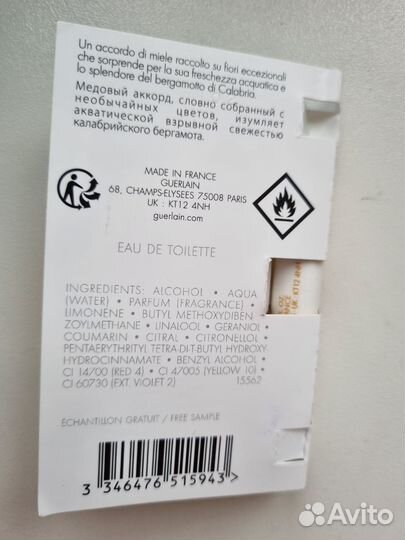 Un accordo di miele raccolto su fiori eccezionali
che sorprende per la sua freschezza acquatica e
lo splendore del bergamotto di Calabria.
Медовый аккорд, словно собранный с
необычайных цветов, изумляет
акватической взрывной свежестью
калабрийского бергамота.
MADE IN FRANCE
GUERLAIN
68, CHAMPS-ELYSEES 75008 PARIS
UK : KT12 4NH
guerlain.com
EAU DE TOILETTE
INGREDIENTS: ALCOHOL • AQUA
(WATER) • PARFUM (FRAGRANCE) •
LIMONENE • BUTYL METHOXYDIBEN-
ZOYLMETHANE • LINALOOL • GERANIOL •
COUMARIN • CITRAL • CITRONELLOL •
PENTAERYTHRITYL TETRA-DI-T-BUTYL HYDROXY-
HYDROCINNAMATE • BENZYL ALCOHOL •
CI 14700 (RED 4) • CI 47005 (YELLOW 10) •
CI 60730 (EXT. VIOLET 2) 15562
UK : KT12 4NH
ECHANTILLON GRATUIT / FREE SAMPLE
3 346476 515943 >
Avito